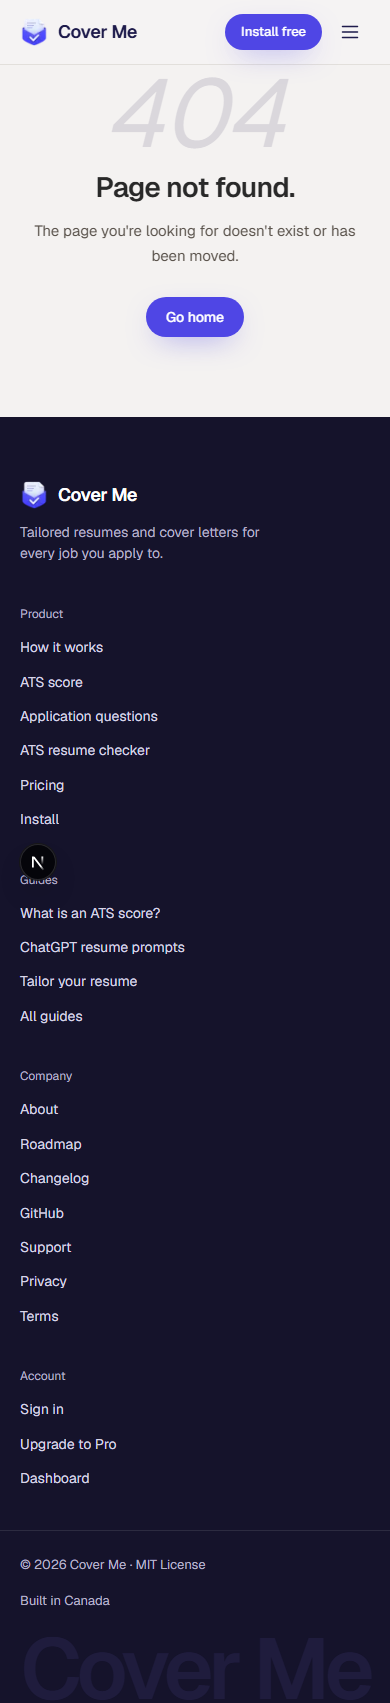 Cover Me
Install free
404
Page not found.
The page you're looking for doesn't exist or has
been moved.
Go home
Cover Me
Tailored resumes and cover letters for
every job you apply to.
Product
How it works
ATS score
Application questions
ATS resume checker
Pricing
Install
N
Guides
What is an ATS score?
ChatGPT resume prompts
Tailor your resume
All guides
Company
About
Roadmap
Changelog
GitHub
Support
Privacy
Terms
Account
Sign in
Upgrade to Pro
Dashboard
© 2026 Cover Me · MIT License
Built in Canada
Cover Me